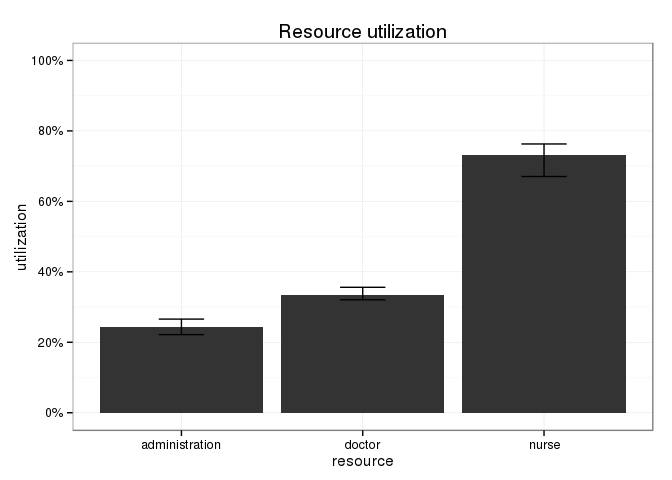 Resource utilization
100%
80%
60%
40%
20%
0%
utilization
administration
doctor
nurse
resource